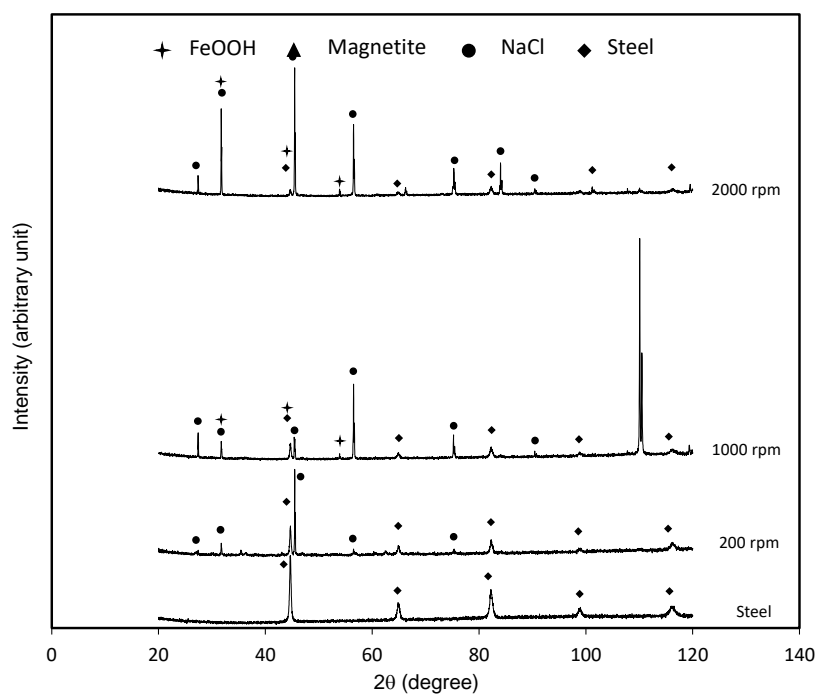 FeOOH Magnetite NaCl Steel
2000 rpm
1000 rpm
200 rpm
Steel
Intensity (arbitrary unit)
0 20 40 60 80 100 120 140
2θ (degree)